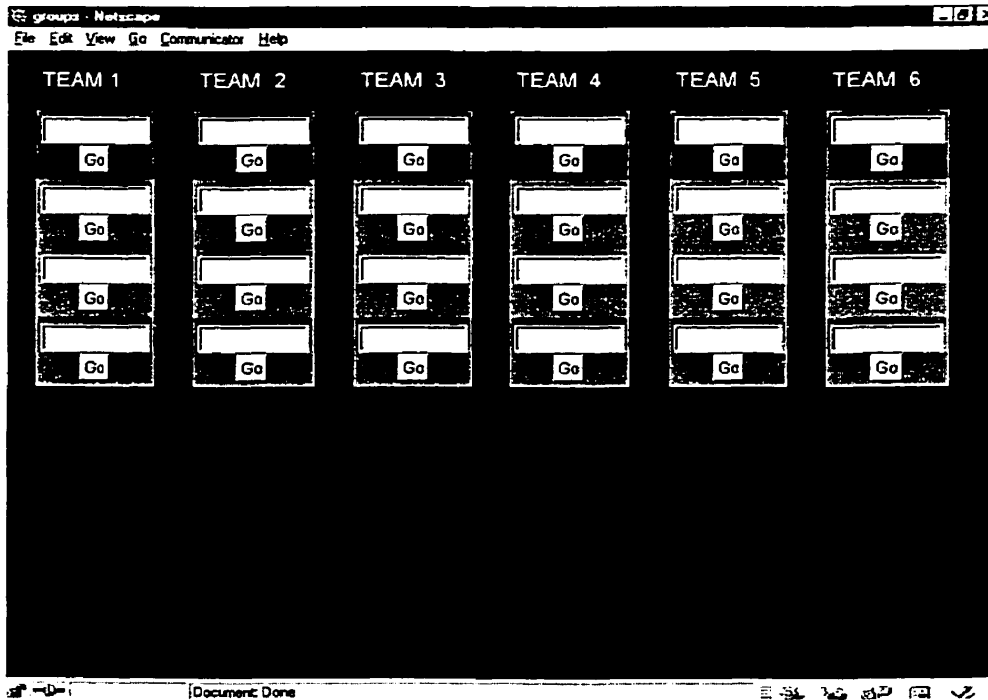 groups - Netscape
File Edit View Go Communicator Help
TEAM 1 TEAM 2 TEAM 3 TEAM 4 TEAM 5 TEAM 6
Go Go Go Go Go Go
Go Go Go Go Go Go
Go Go Go Go Go Go
Go Go Go Go Go Go
Document: Done